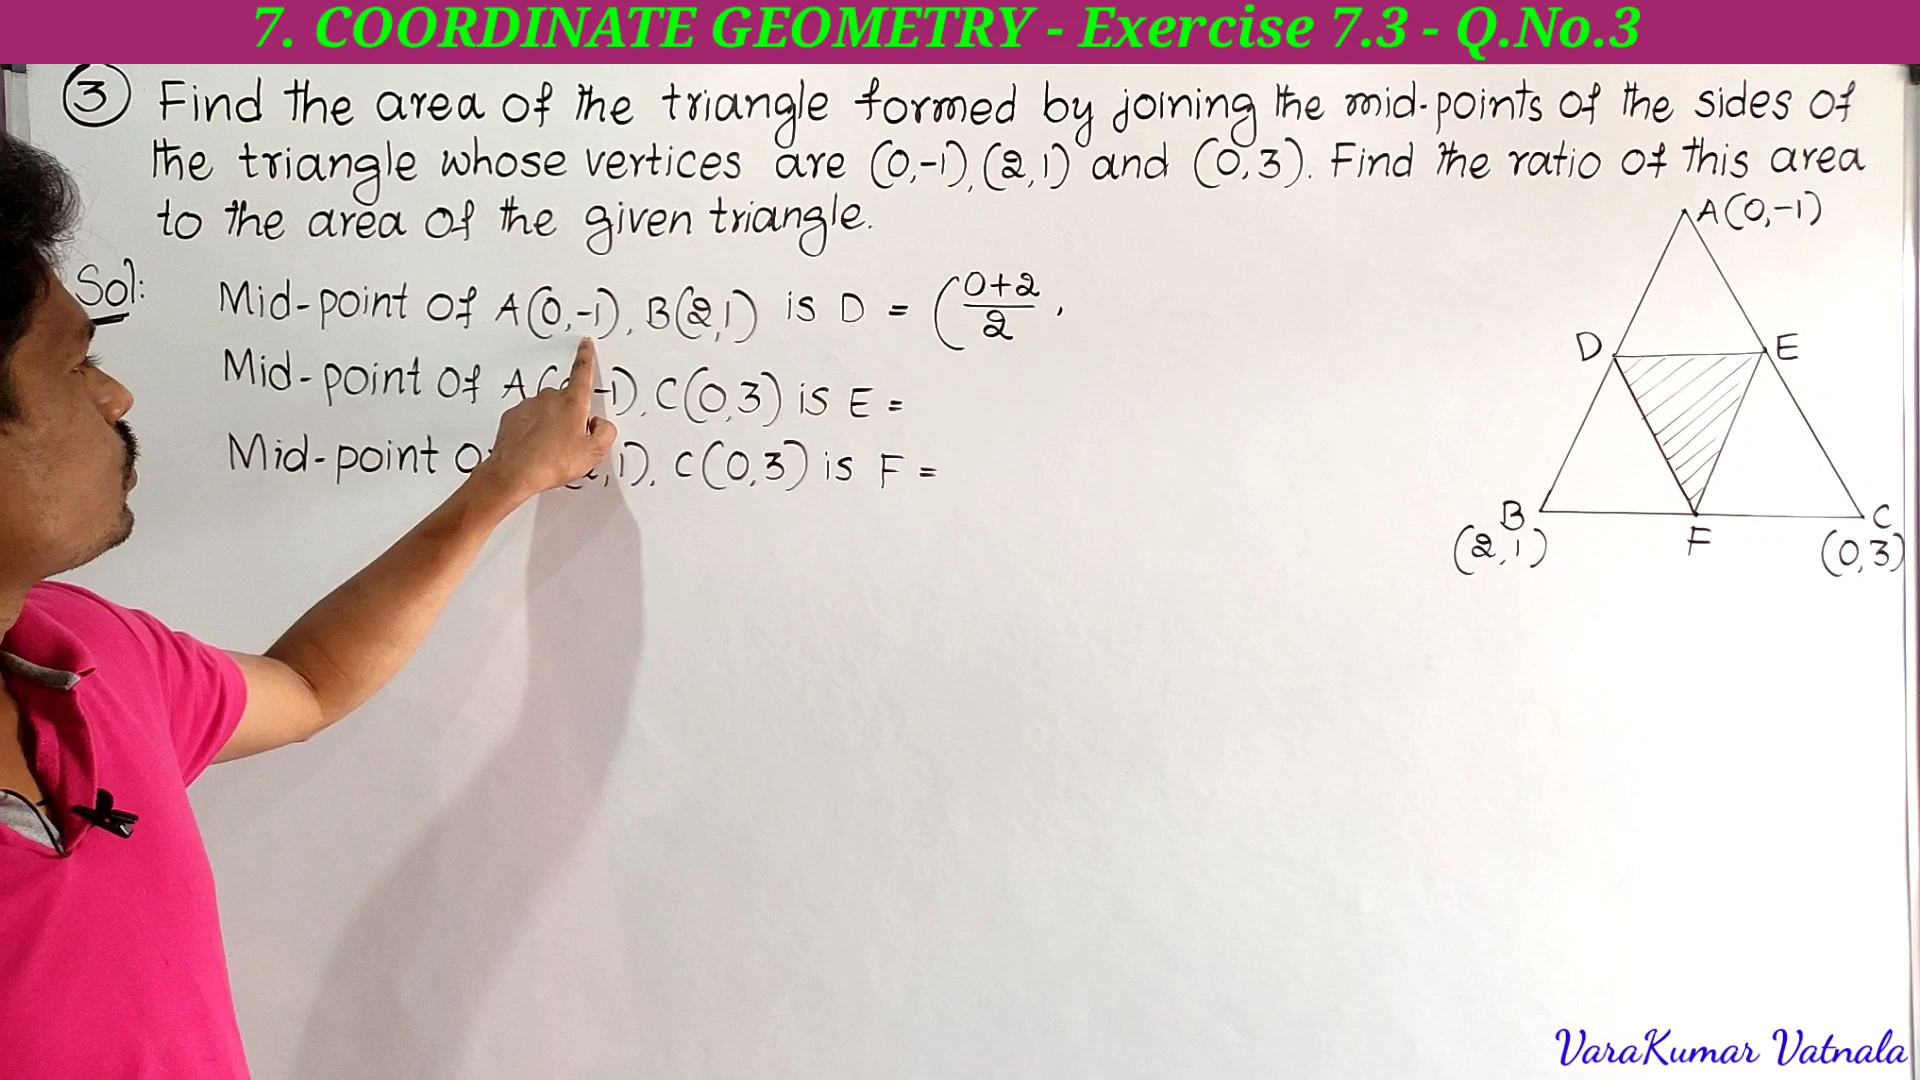 7. COORDINATE GEOMETRY - Exercise 7.3 - Q.No.3
3 Find the area of the triangle formed by joining the mid-points of the sides of
the triangle whose vertices are (0,-1), (2,1) and (0,3). Find the ratio of this area
to the area of the given triangle.
Sol:
Mid-point of A(0,-1), B(2,1) is D = (0+2/2 ,
Mid-point of A( -1), C(0,3) is E =
Mid-point ,1), C(0,3) is F =
A(0,-1)
D E
B F C
(2,1) (0,3)
VaraKumar Vatnala